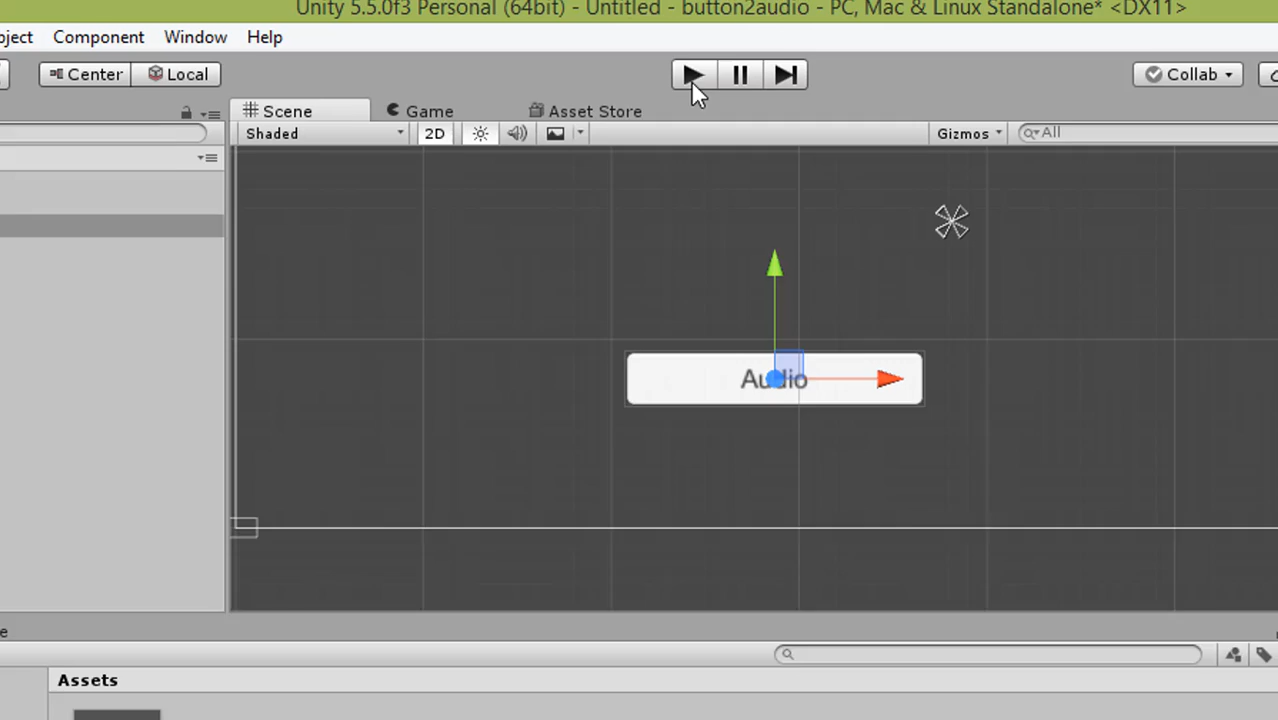 Unity 5.5.0f3 Personal (64bit) - Untitled - button2audio - PC, Mac & Linux Standalone* <DX11>
oject Component Window Help
Center Local Collab
Scene Game Asset Store
Shaded 2D Gizmos All
Audio
e
Assets